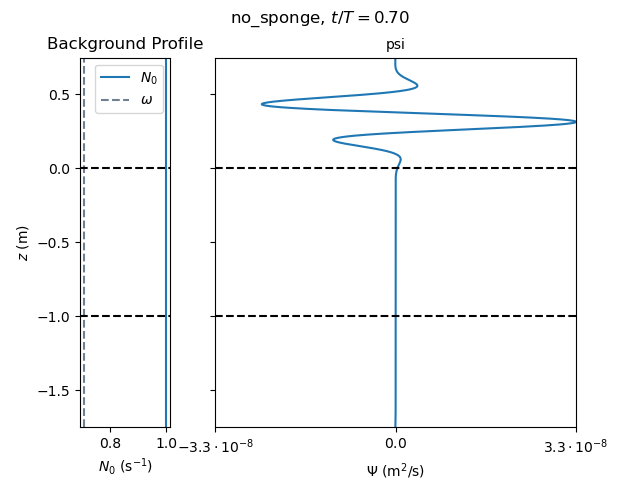 no_sponge, t/T = 0.70
Background Profile
psi
N₀
ω
0.5
0.0
−0.5
−1.0
−1.5
z (m)
0.8
1.0
N₀ (s⁻¹)
−3.3 · 10⁻⁸
0.0
3.3 · 10⁻⁸
Ψ (m²/s)